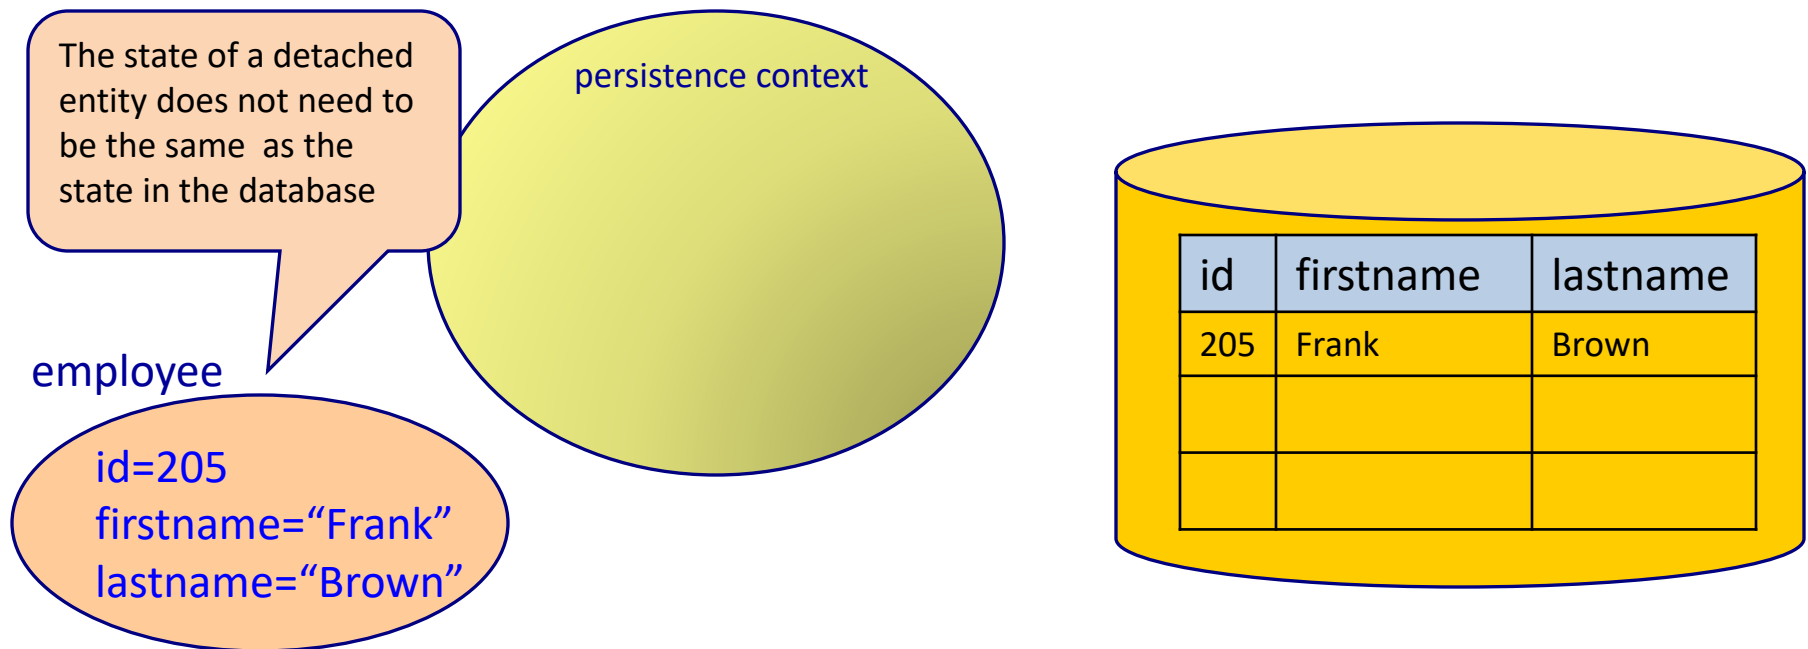 The state of a detached
entity does not need to
be the same  as the
state in the database
persistence context
employee
id=205
firstname=“Frank”
lastname=“Brown”
id firstname lastname
205 Frank Brown